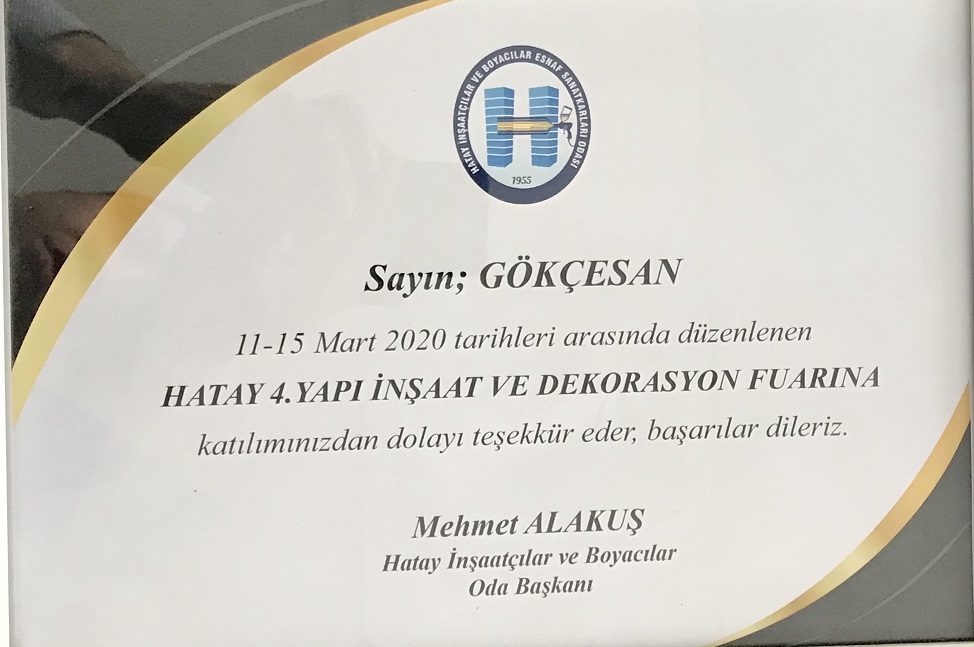 HATAY İNŞAATÇILAR VE BOYACILAR ESNAF SANATKARLARI ODASI
1955
Sayın; GÖKÇESAN
11-15 Mart 2020 tarihleri arasında düzenlenen
HATAY 4.YAPI İNŞAAT VE DEKORASYON FUARINA
katılımınızdan dolayı teşekkür eder, başarılar dileriz.
Mehmet ALAKUŞ
Hatay İnşaatçılar ve Boyacılar
Oda Başkanı